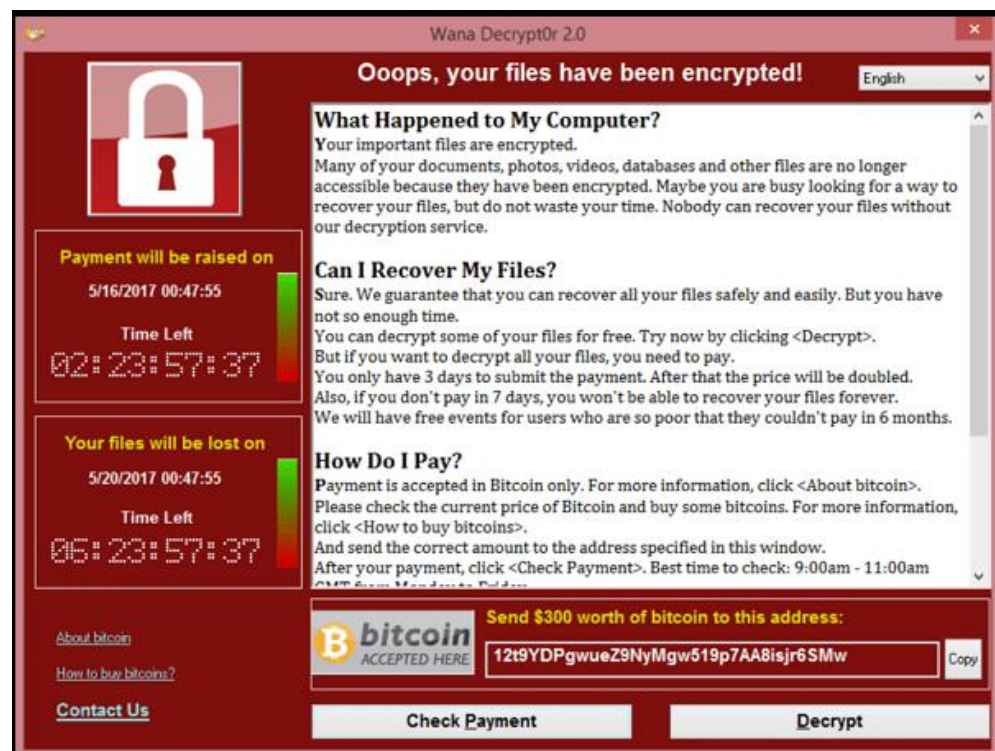 Wana Decrypt0r 2.0
Ooops, your files have been encrypted!
English
What Happened to My Computer?
Your important files are encrypted.
Many of your documents, photos, videos, databases and other files are no longer
accessible because they have been encrypted. Maybe you are busy looking for a way to
recover your files, but do not waste your time. Nobody can recover your files without
our decryption service.
Can I Recover My Files?
Sure. We guarantee that you can recover all your files safely and easily. But you have
not so enough time.
You can decrypt some of your files for free. Try now by clicking <Decrypt>.
But if you want to decrypt all your files, you need to pay.
You only have 3 days to submit the payment. After that the price will be doubled.
Also, if you don't pay in 7 days, you won't be able to recover your files forever.
We will have free events for users who are so poor that they couldn't pay in 6 months.
How Do I Pay?
Payment is accepted in Bitcoin only. For more information, click <About bitcoin>.
Please check the current price of Bitcoin and buy some bitcoins. For more information,
click <How to buy bitcoins>.
And send the correct amount to the address specified in this window.
After your payment, click <Check Payment>. Best time to check: 9:00am - 11:00am
GMT from Monday to Friday
Payment will be raised on
5/16/2017 00:47:55
Time Left
02:23:57:37
Your files will be lost on
5/20/2017 00:47:55
Time Left
06:23:57:37
About bitcoin
How to buy bitcoins?
Contact Us
bitcoin
ACCEPTED HERE
Send $300 worth of bitcoin to this address:
12t9YDPgwueZ9NyMgw519p7AA8isjr6SMw
Copy
Check Payment
Decrypt